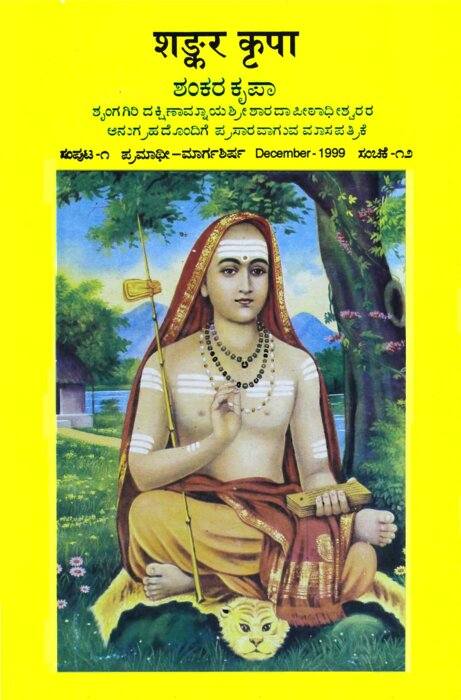 शङ्कर कृपा
ಶಂಕರ ಕೃಪಾ
ಶೃಂಗಗಿರಿ ದಕ್ಷಿಣಾಮ್ನಾಯ ಶ್ರೀ ಶಾರದಾ ಪೀಠಾಧೀಶ್ವರರ
ಅನುಗ್ರಹದೊಂದಿಗೆ ಪ್ರಸಾರವಾಗುವ ಮಾಸಪತ್ರಿಕೆ
ಸಂಪುಟ-೧ ಪ್ರಮಾಥೀ–ಮಾರ್ಗಶಿರ್ಷ December-1999 ಸಂಚಿಕೆ-೧೨